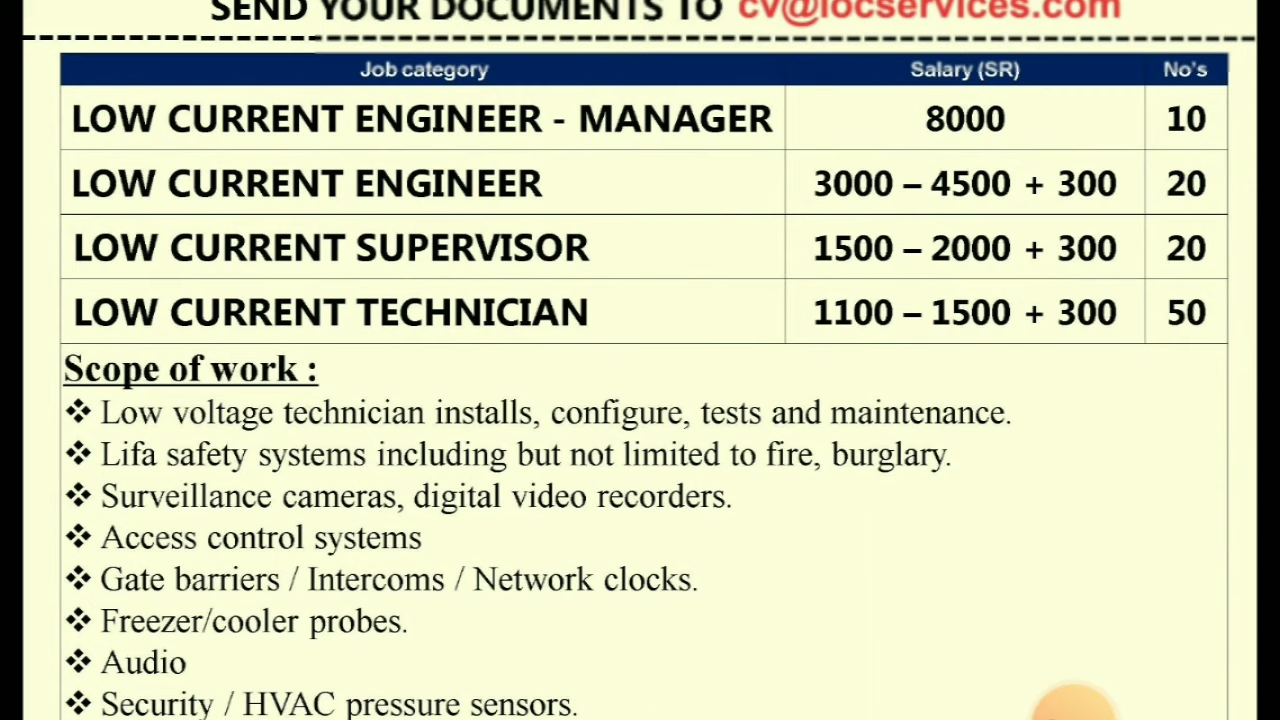 SEND YOUR DOCUMENTS TO cv@iocservices.com
Job category Salary (SR) No's
LOW CURRENT ENGINEER - MANAGER 8000 10
LOW CURRENT ENGINEER 3000 – 4500 + 300 20
LOW CURRENT SUPERVISOR 1500 – 2000 + 300 20
LOW CURRENT TECHNICIAN 1100 – 1500 + 300 50
Scope of work :
❖ Low voltage technician installs, configure, tests and maintenance.
❖ Lifa safety systems including but not limited to fire, burglary.
❖ Surveillance cameras, digital video recorders.
❖ Access control systems
❖ Gate barriers / Intercoms / Network clocks.
❖ Freezer/cooler probes.
❖ Audio
❖ Security / HVAC pressure sensors.